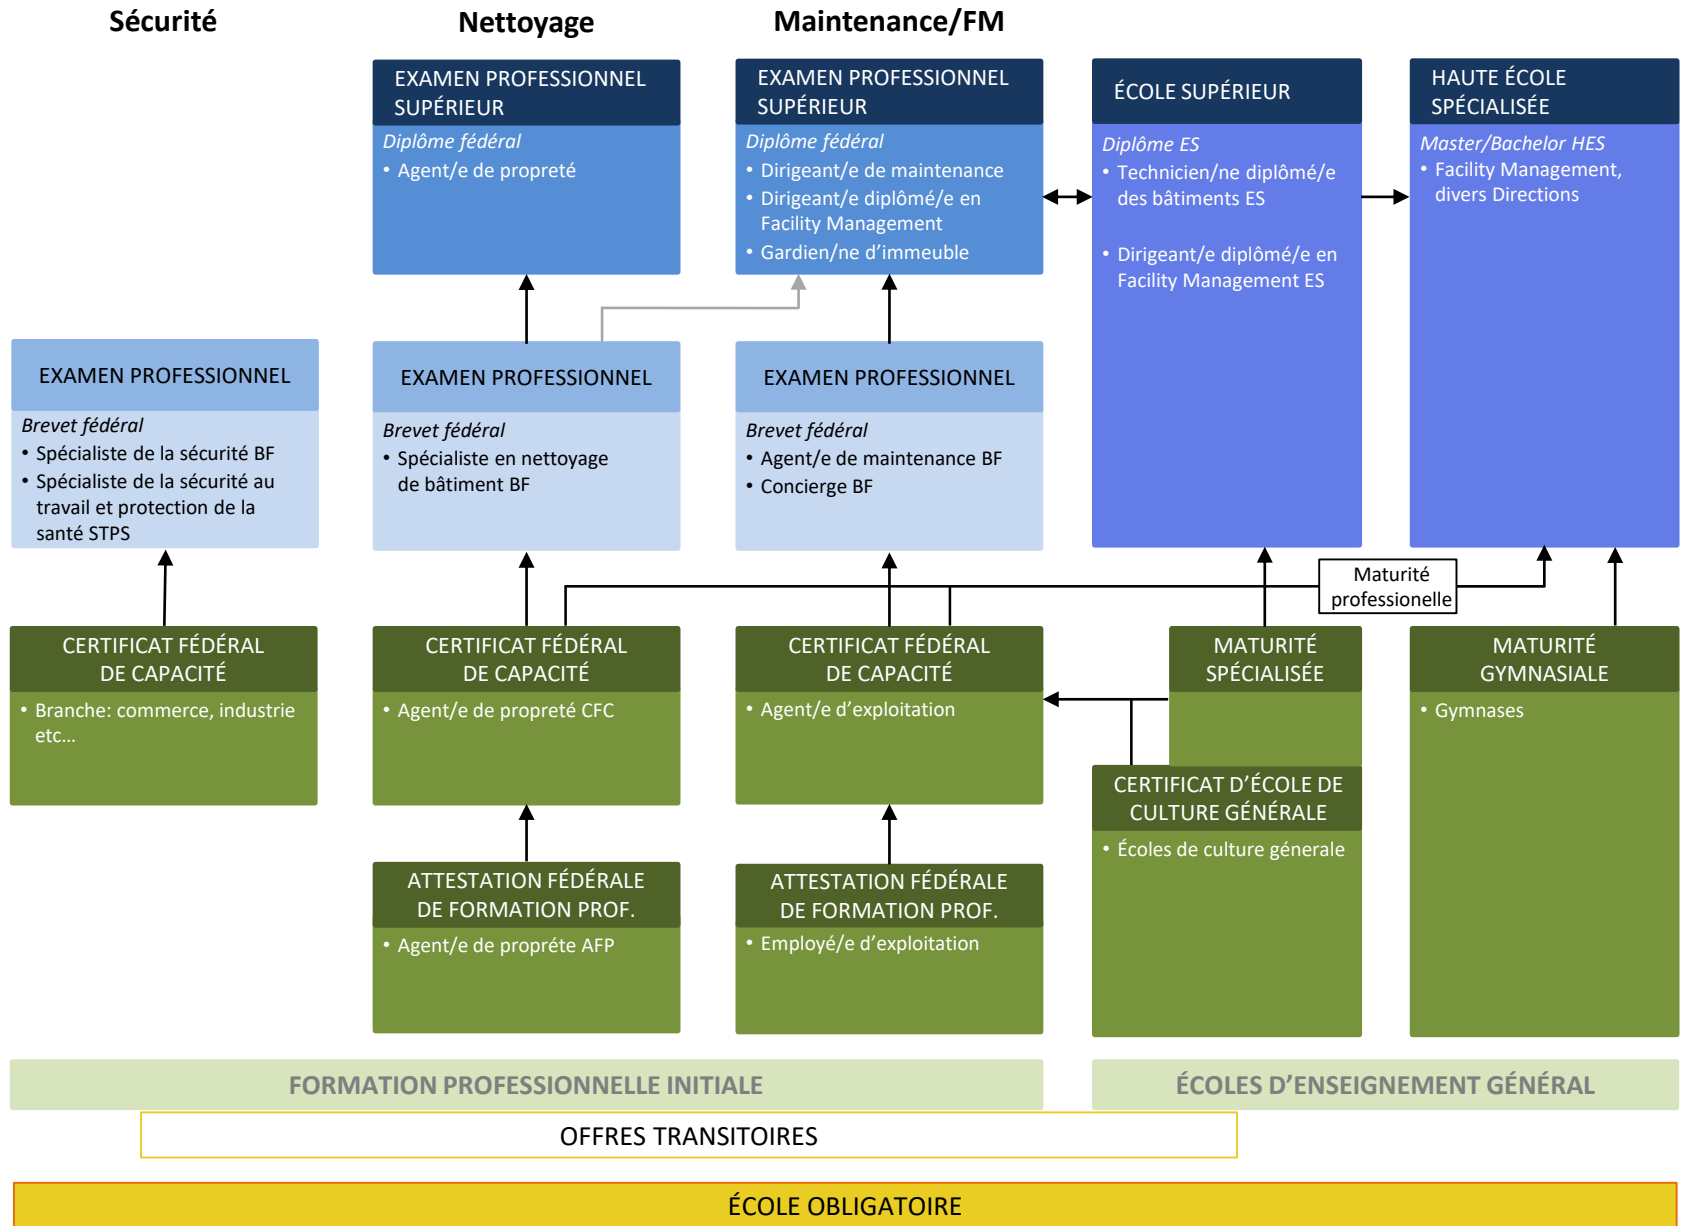 Sécurité
Nettoyage
Maintenance/FM
EXAMEN PROFESSIONNEL
SUPÉRIEUR
Diplôme fédéral
• Agent/e de propreté
EXAMEN PROFESSIONNEL
SUPÉRIEUR
Diplôme fédéral
• Dirigeant/e de maintenance
• Dirigeant/e diplômé/e en
Facility Management
• Gardien/ne d’immeuble
ÉCOLE SUPÉRIEUR
Diplôme ES
• Technicien/ne diplômé/e
des bâtiments ES
• Dirigeant/e diplômé/e en
Facility Management ES
HAUTE ÉCOLE
SPÉCIALISÉE
Master/Bachelor HES
• Facility Management,
divers Directions
EXAMEN PROFESSIONNEL
Brevet fédéral
• Spécialiste de la sécurité BF
• Spécialiste de la sécurité au
travail et protection de la
santé STPS
EXAMEN PROFESSIONNEL
Brevet fédéral
• Spécialiste en nettoyage
de bâtiment BF
EXAMEN PROFESSIONNEL
Brevet fédéral
• Agent/e de maintenance BF
• Concierge BF
Maturité
professionelle
CERTIFICAT FÉDÉRAL
DE CAPACITÉ
• Branche: commerce, industrie
etc...
CERTIFICAT FÉDÉRAL
DE CAPACITÉ
• Agent/e de propreté CFC
CERTIFICAT FÉDÉRAL
DE CAPACITÉ
• Agent/e d’exploitation
MATURITÉ
SPÉCIALISÉE
MATURITÉ
GYMNASIALE
• Gymnases
CERTIFICAT D’ÉCOLE DE
CULTURE GÉNÉRALE
• Écoles de culture génerale
ATTESTATION FÉDÉRALE
DE FORMATION PROF.
• Agent/e de propréte AFP
ATTESTATION FÉDÉRALE
DE FORMATION PROF.
• Employé/e d’exploitation
FORMATION PROFESSIONNELLE INITIALE
ÉCOLES D’ENSEIGNEMENT GÉNÉRAL
OFFRES TRANSITOIRES
ÉCOLE OBLIGATOIRE